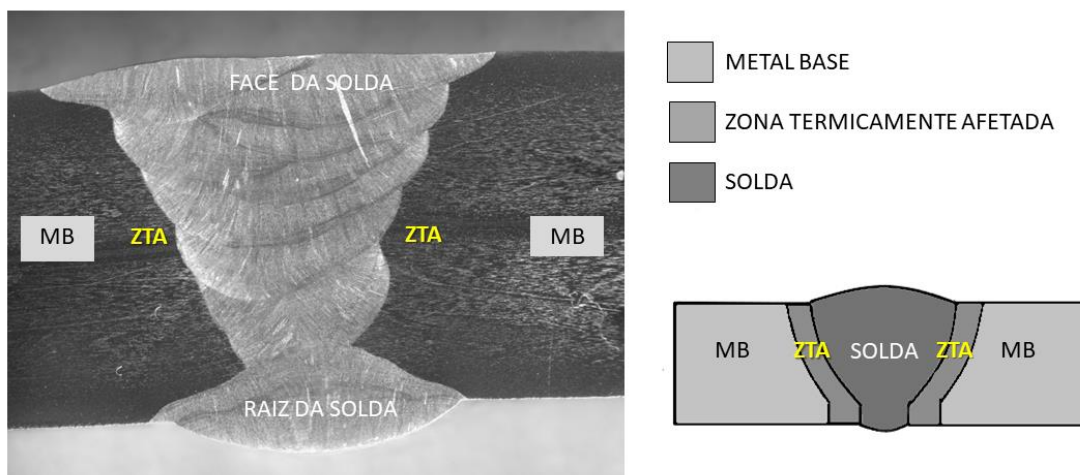 FACE DA SOLDA
MB
ZTA
ZTA
MB
RAIZ DA SOLDA
METAL BASE
ZONA TERMICAMENTE AFETADA
SOLDA
MB
ZTA
SOLDA
ZTA
MB